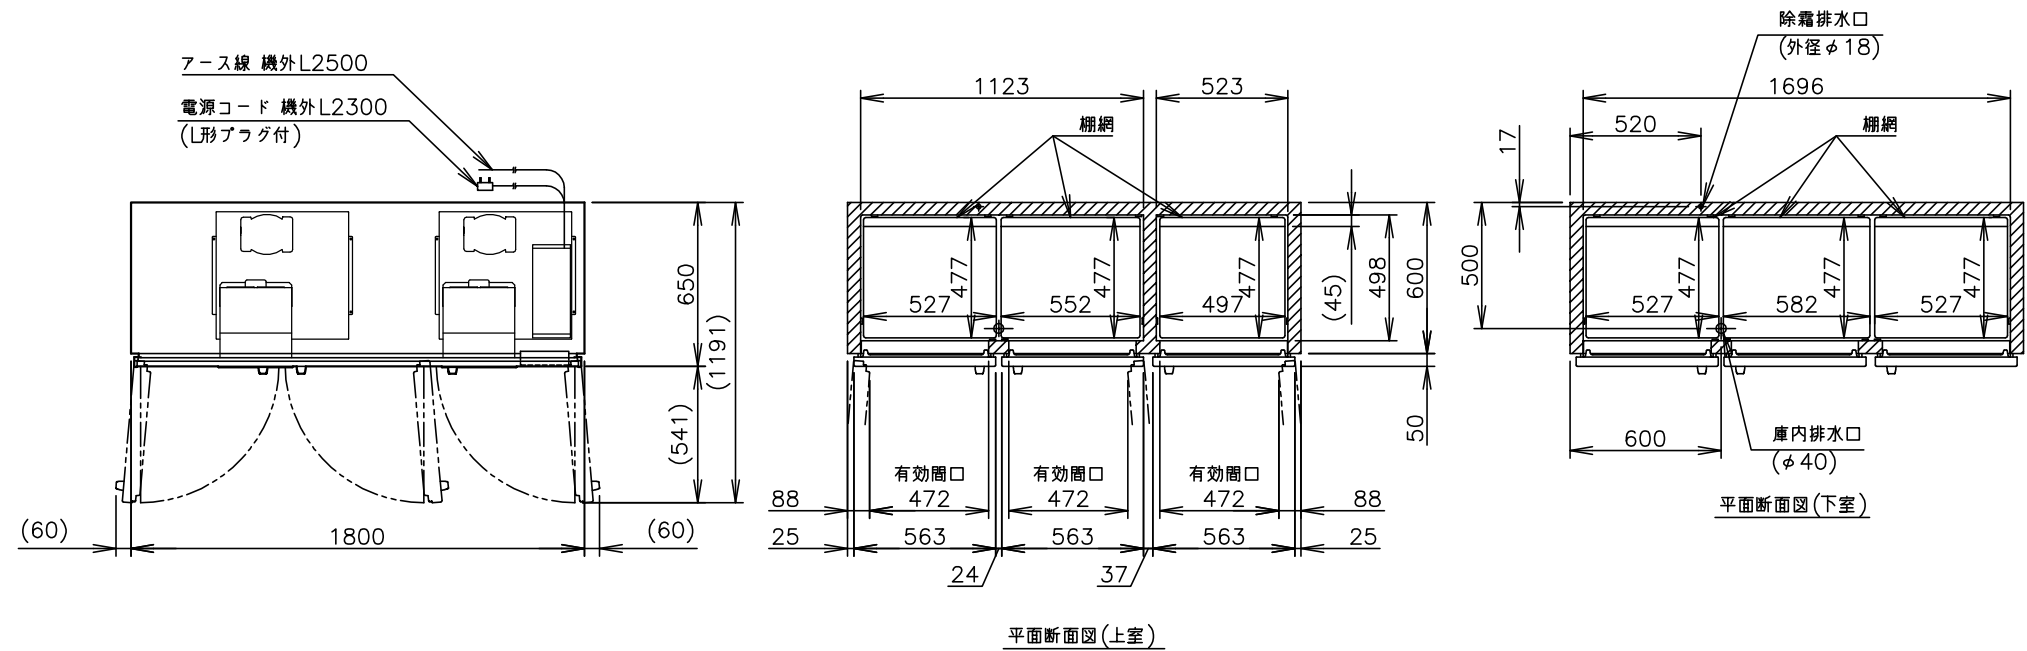 アース線 機外L2500
電源コード 機外L2300
(L形プラグ付)
650
(1191)
(541)
(60)
1800
(60)
1123
523
棚網
477
477
477
527
552
497
(45)
498
600
50
有効間口
有効間口
有効間口
88
472
472
472
88
25
563
563
563
25
24
37
平面断面図(上室)
除霜排水口
(外径φ18)
1696
520
17
棚網
500
477
477
477
527
582
527
600
庫内排水口
(φ40)
平面断面図(下室)